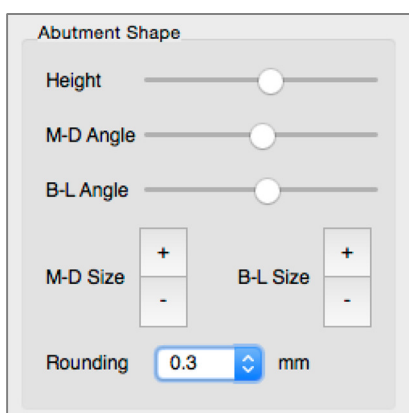 Abutment Shape
Height
M-D Angle
B-L Angle
M-D Size + - B-L Size + -
Rounding 0.3 mm